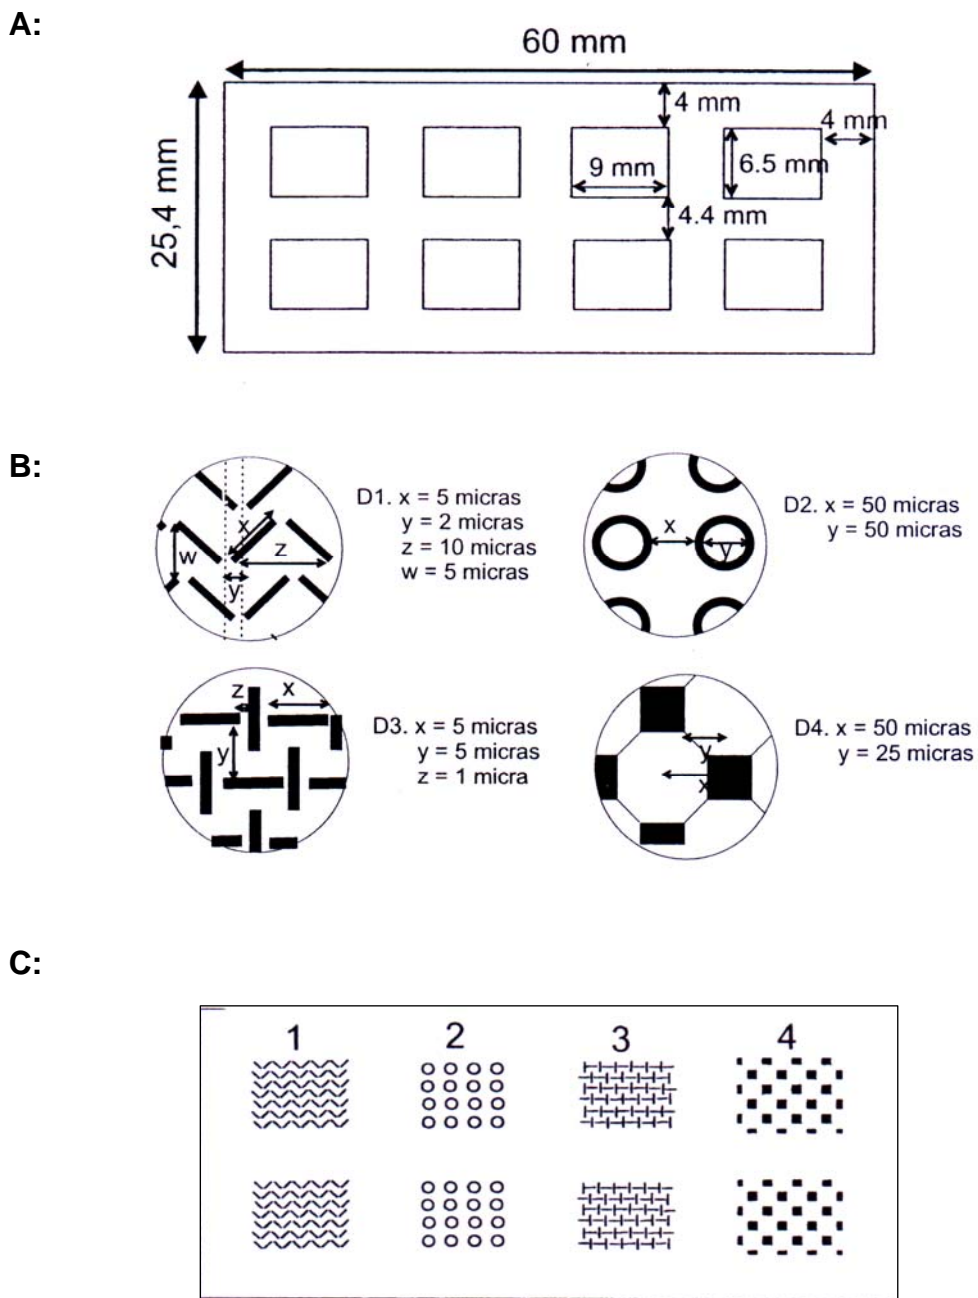 A:
60 mm
25,4 mm
4 mm
4 mm
9 mm
6.5 mm
4.4 mm
B:
D1. x = 5 micras
y = 2 micras
z = 10 micras
w = 5 micras
x
w
z
y
D2. x = 50 micras
y = 50 micras
x
y
z
x
y
D3. x = 5 micras
y = 5 micras
z = 1 micra
D4. x = 50 micras
y = 25 micras
y
x
C:
1 2 3 4